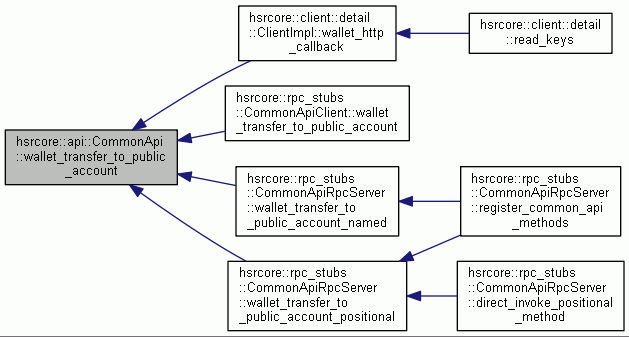 hsrcore::client::detail
::ClientImpl::wallet_http
_callback
hsrcore::client::detail
::read_keys
hsrcore::rpc_stubs
::CommonApiClient::wallet
_transfer_to_public_account
hsrcore::api::CommonApi
::wallet_transfer_to_public
_account
hsrcore::rpc_stubs
::CommonApiRpcServer
::wallet_transfer_to
_public_account_named
hsrcore::rpc_stubs
::CommonApiRpcServer
::register_common_api
_methods
hsrcore::rpc_stubs
::CommonApiRpcServer
::wallet_transfer_to
_public_account_positional
hsrcore::rpc_stubs
::CommonApiRpcServer
::direct_invoke_positional
_method